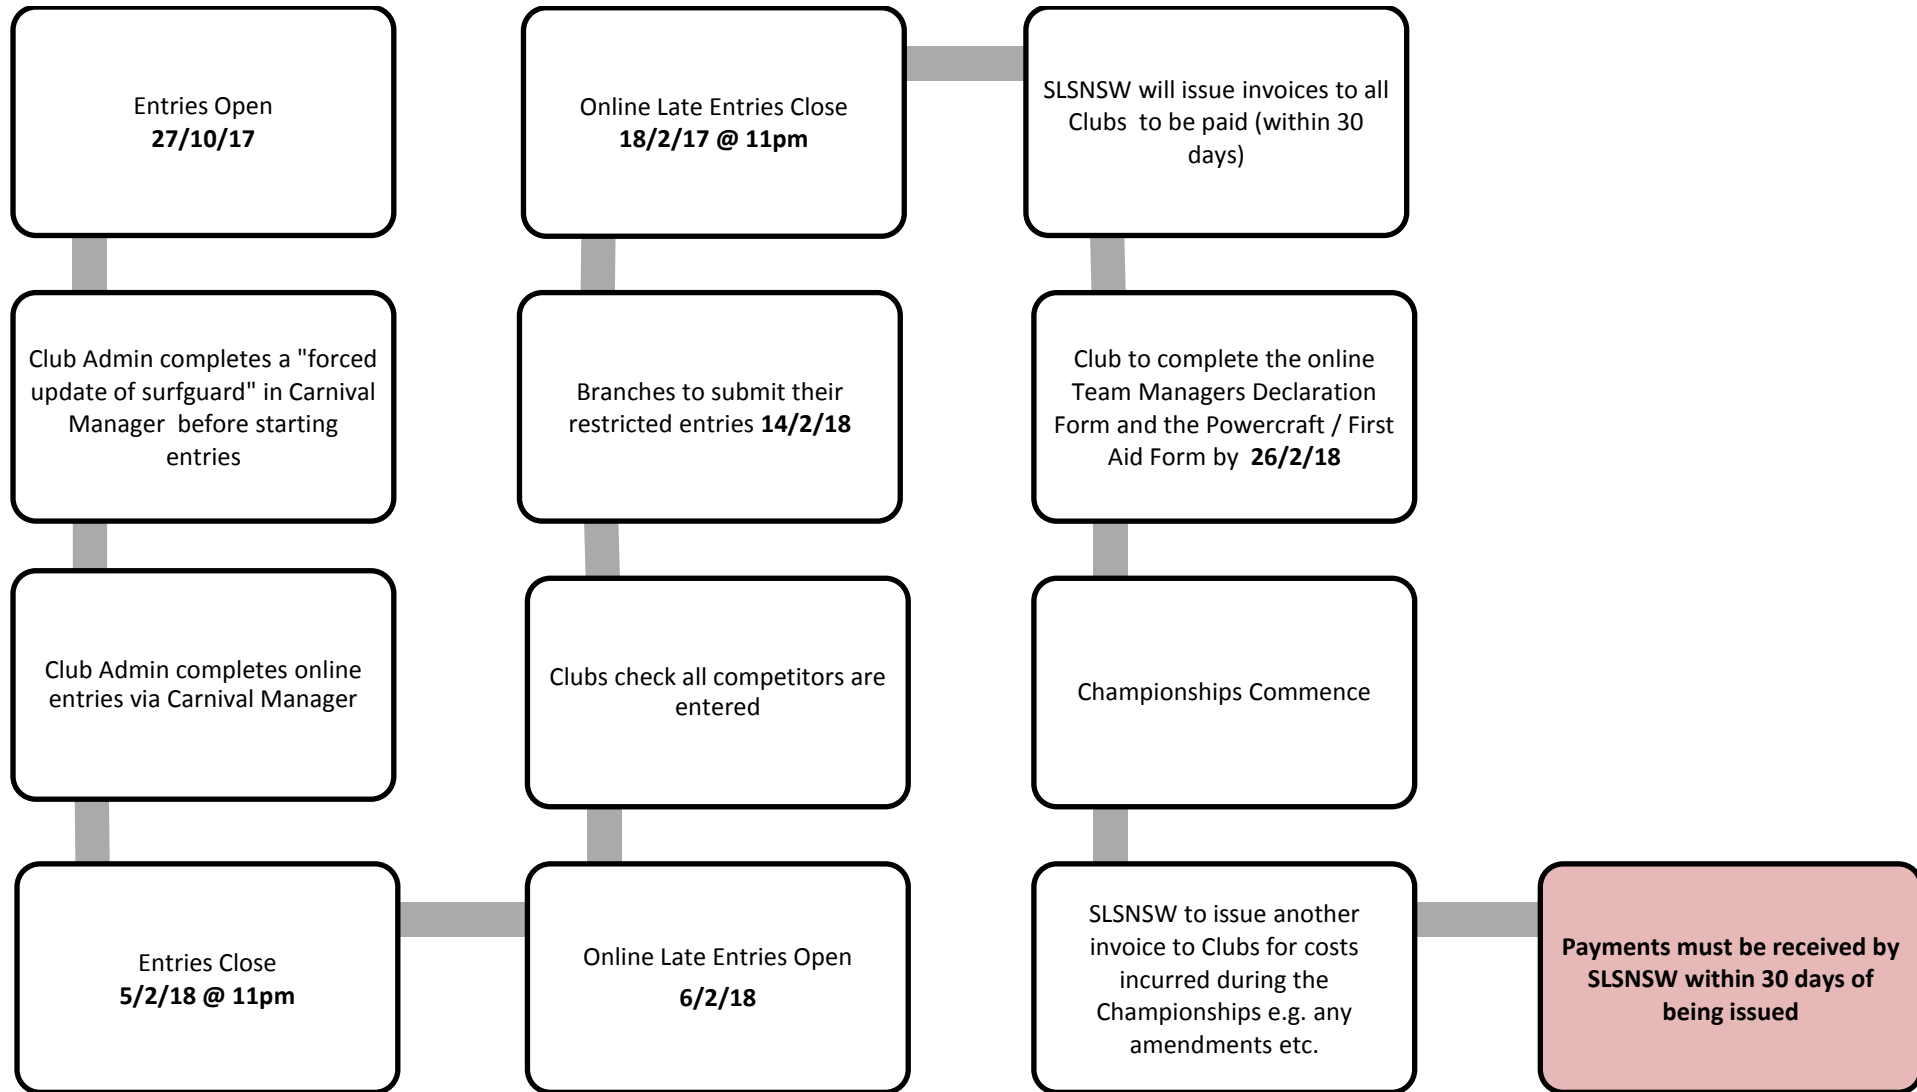 Entries Open
27/10/17
Club Admin completes a "forced
update of surfguard" in Carnival
Manager  before starting
entries
Club Admin completes online
entries via Carnival Manager
Entries Close
5/2/18 @ 11pm
Online Late Entries Open
6/2/18
Clubs check all competitors are
entered
Branches to submit their
restricted entries 14/2/18
Online Late Entries Close
18/2/17 @ 11pm
SLSNSW will issue invoices to all
Clubs  to be paid (within 30
days)
Club to complete the online
Team Managers Declaration
Form and the Powercraft / First
Aid Form by  26/2/18
Championships Commence
SLSNSW to issue another
invoice to Clubs for costs
incurred during the
Championships e.g. any
amendments etc.
Payments must be received by
SLSNSW within 30 days of
being issued